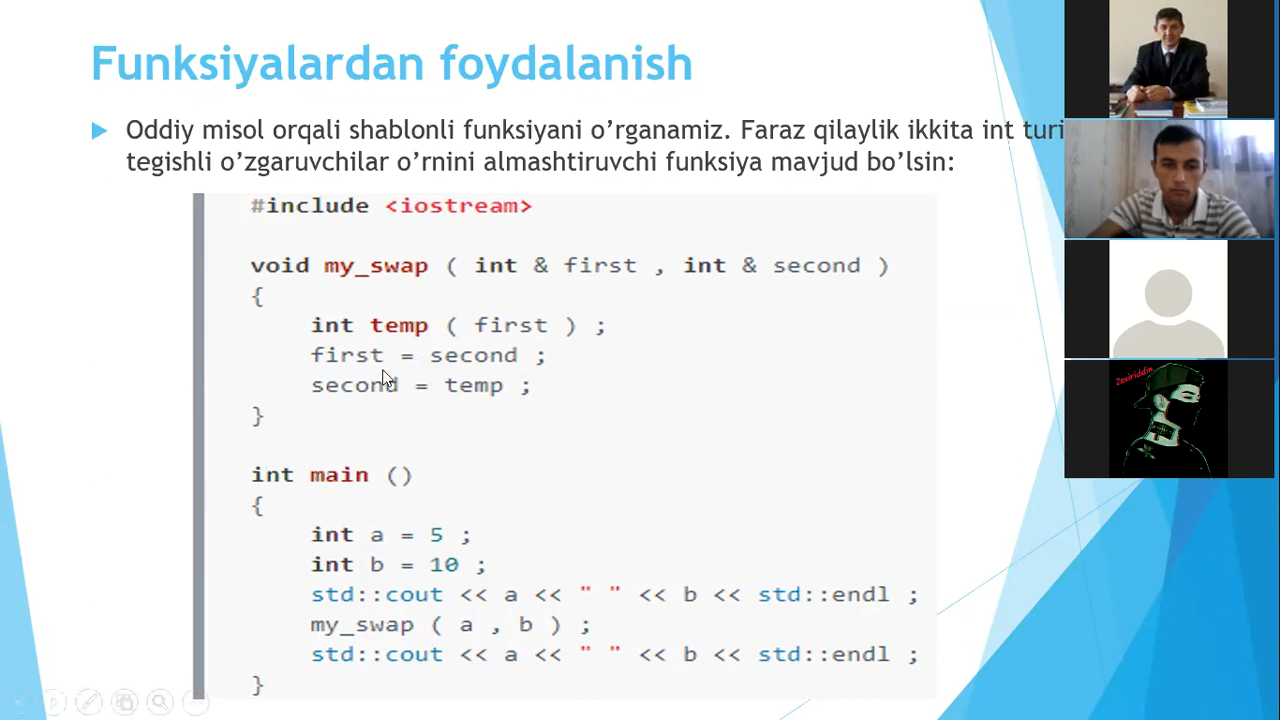 Funksiyalardan foydalanish
Oddiy misol orqali shablonli funksiyani o’rganamiz. Faraz qilaylik ikkita int turi
tegishli o’zgaruvchilar o’rnini almashtiruvchi funksiya mavjud bo’lsin:
#include <iostream>
void my_swap ( int & first , int & second )
{
int temp ( first ) ;
first = second ;
second = temp ;
}
int main ()
{
int a = 5 ;
int b = 10 ;
std::cout << a << " " << b << std::endl ;
my_swap ( a , b ) ;
std::cout << a << " " << b << std::endl ;
}